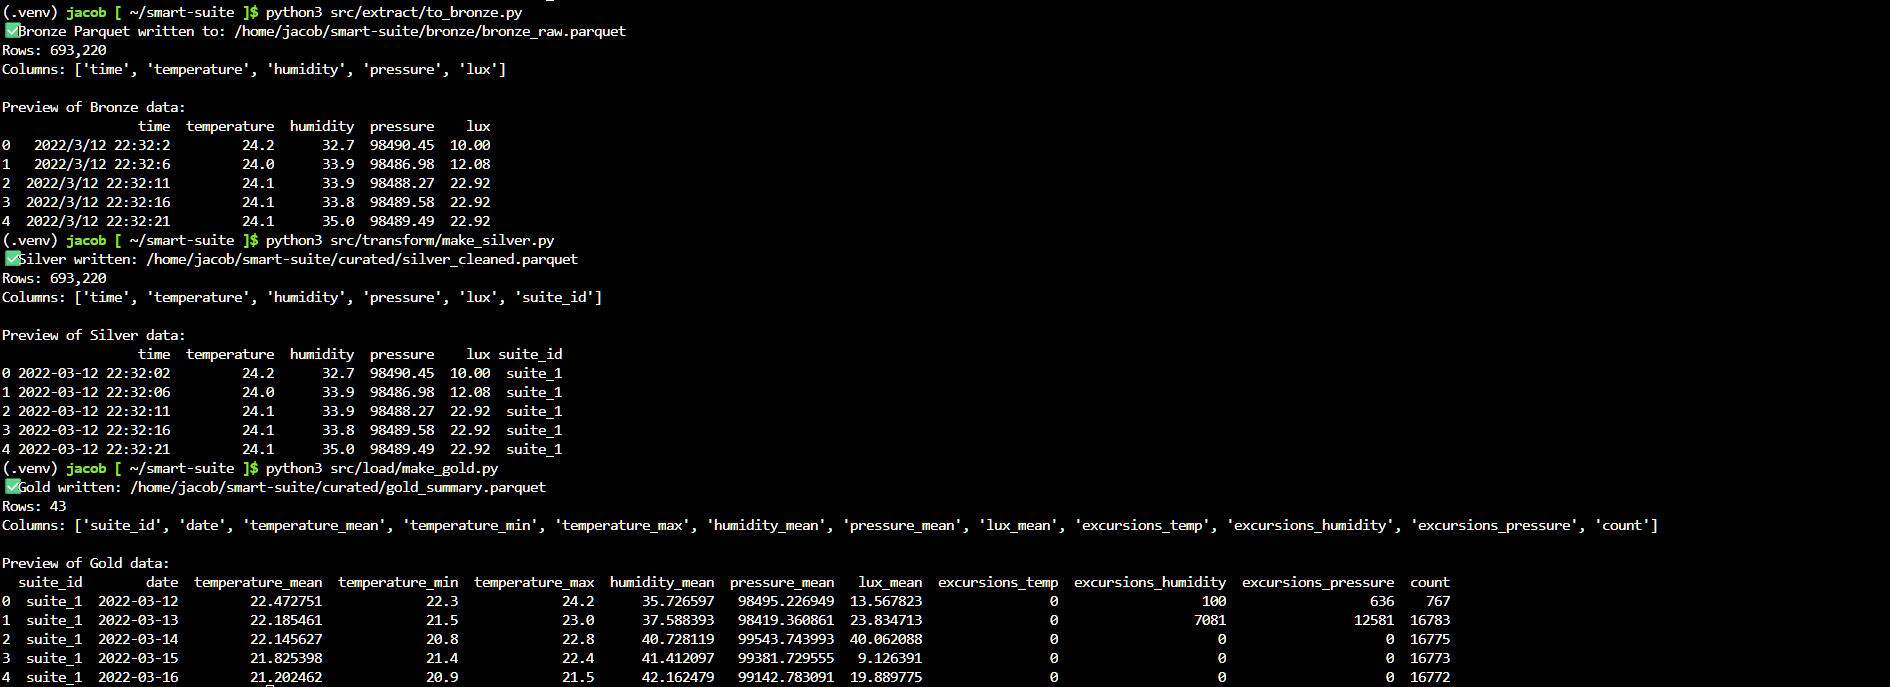 (.venv) jacob [ ~/smart-suite ]$ python3 src/extract/to_bronze.py
✅Bronze Parquet written to: /home/jacob/smart-suite/bronze/bronze_raw.parquet
Rows: 693,220
Columns: ['time', 'temperature', 'humidity', 'pressure', 'lux']

Preview of Bronze data:
                 time  temperature  humidity  pressure    lux
0   2022/3/12 22:32:2         24.2      32.7  98490.45  10.00
1   2022/3/12 22:32:6         24.0      33.9  98486.98  12.08
2  2022/3/12 22:32:11         24.1      33.9  98488.27  22.92
3  2022/3/12 22:32:16         24.1      33.8  98489.58  22.92
4  2022/3/12 22:32:21         24.1      35.0  98489.49  22.92
(.venv) jacob [ ~/smart-suite ]$ python3 src/transform/make_silver.py
✅Silver written: /home/jacob/smart-suite/curated/silver_cleaned.parquet
Rows: 693,220
Columns: ['time', 'temperature', 'humidity', 'pressure', 'lux', 'suite_id']

Preview of Silver data:
                 time  temperature  humidity  pressure    lux suite_id
0 2022-03-12 22:32:02         24.2      32.7  98490.45  10.00  suite_1
1 2022-03-12 22:32:06         24.0      33.9  98486.98  12.08  suite_1
2 2022-03-12 22:32:11         24.1      33.9  98488.27  22.92  suite_1
3 2022-03-12 22:32:16         24.1      33.8  98489.58  22.92  suite_1
4 2022-03-12 22:32:21         24.1      35.0  98489.49  22.92  suite_1
(.venv) jacob [ ~/smart-suite ]$ python3 src/load/make_gold.py
✅Gold written: /home/jacob/smart-suite/curated/gold_summary.parquet
Rows: 43
Columns: ['suite_id', 'date', 'temperature_mean', 'temperature_min', 'temperature_max', 'humidity_mean', 'pressure_mean', 'lux_mean', 'excursions_temp', 'excursions_humidity', 'excursions_pressure', 'count']

Preview of Gold data:
  suite_id        date  temperature_mean  temperature_min  temperature_max  humidity_mean  pressure_mean   lux_mean  excursions_temp  excursions_humidity  excursions_pressure  count
0  suite_1  2022-03-12         22.472751             22.3             24.2      35.726597   98495.226949  13.567823                0                  100                  636    767
1  suite_1  2022-03-13         22.185461             21.5             23.0      37.588393   98419.360861  23.834713                0                 7081                12581  16783
2  suite_1  2022-03-14         22.145627             20.8             22.8      40.728119   99543.743993  40.062088                0                    0                    0  16775
3  suite_1  2022-03-15         21.825398             21.4             22.4      41.412097   99381.729555   9.126391                0                    0                    0  16773
4  suite_1  2022-03-16         21.202462             20.9             21.5      42.162479   99142.783091  19.889775                0                    0                    0  16772